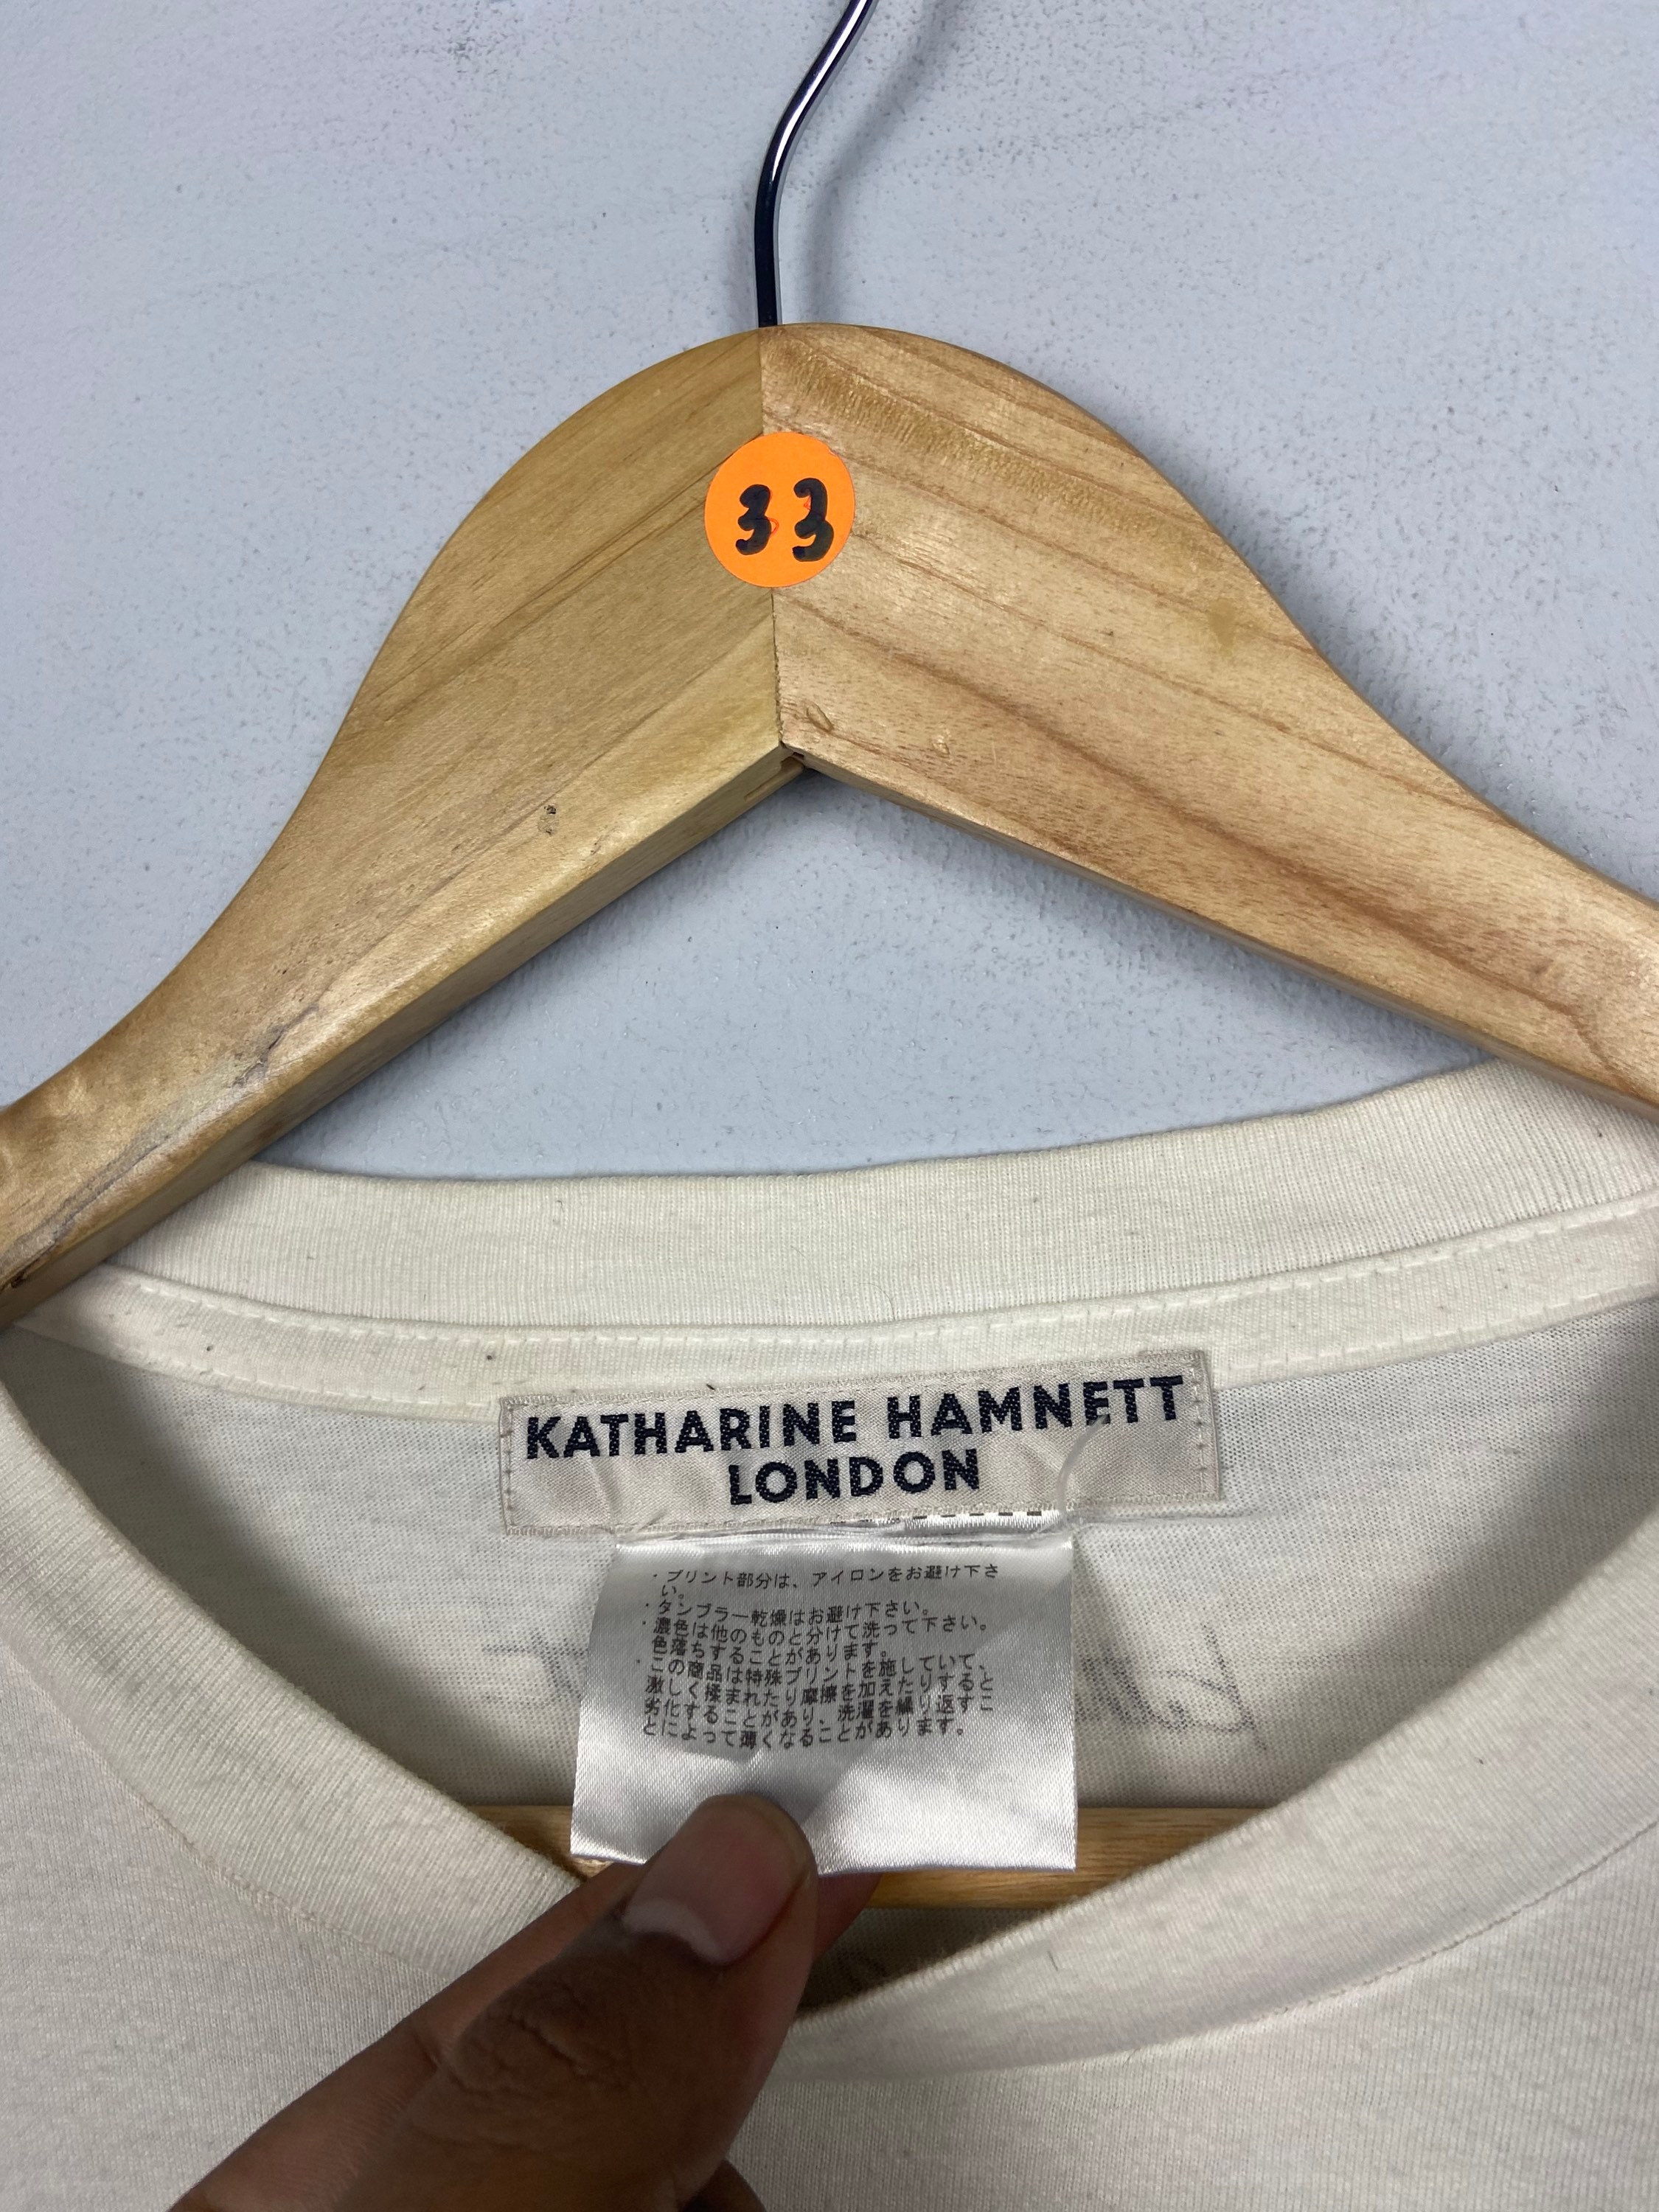 33
KATHARINE HAMNETT
LONDON
・プリント部分は、アイロンをお避け下さ
い。
・タンブラー乾燥はお避け下さい。
・濃色は他のものと分けて洗って下さい。
色落ちすることがあります。
・この商品は特殊プリントを施していて、
激しく揉まれたり摩擦を加えたりすると
劣化することがあり、洗濯を繰り返すこ
とによって薄くなることがあります。